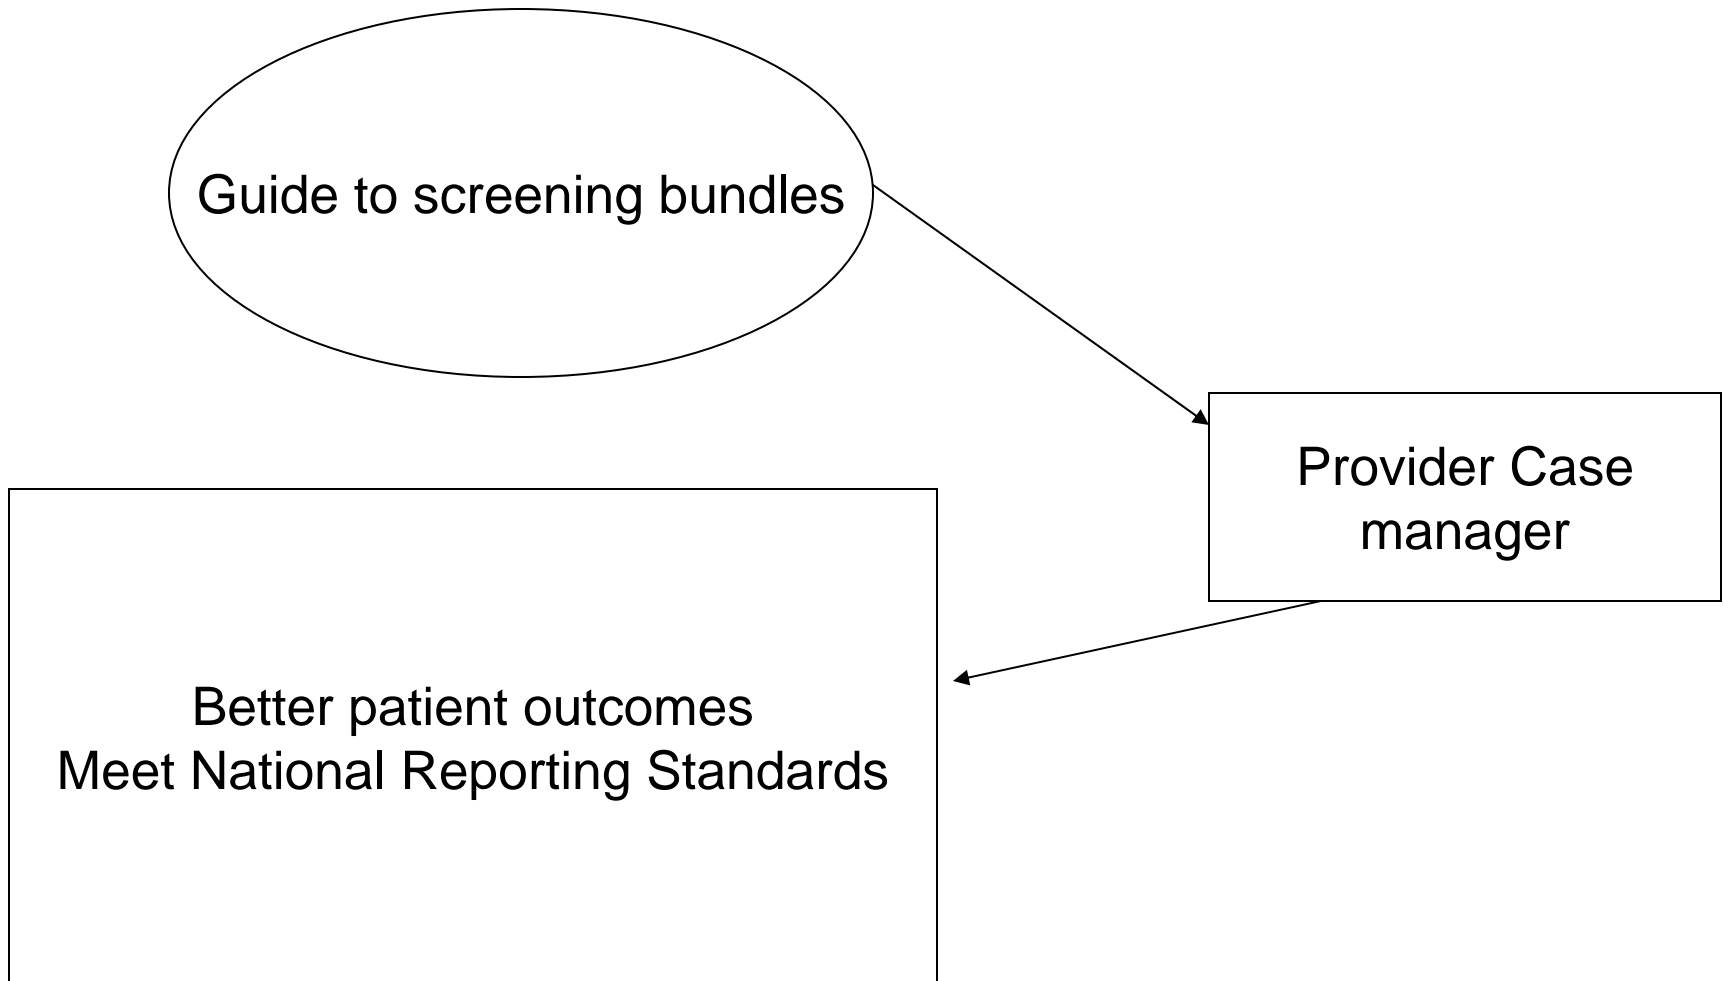 Guide to screening bundles
Provider Case
manager
Better patient outcomes
Meet National Reporting Standards